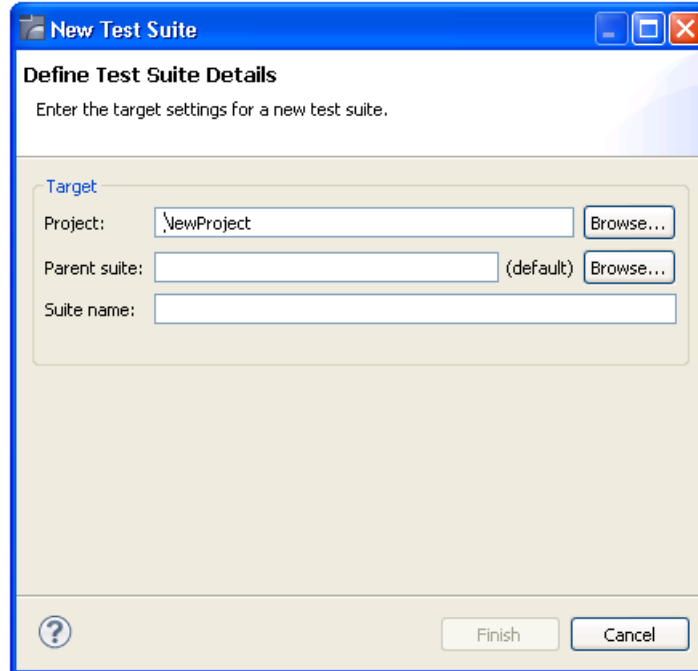 New Test Suite
Define Test Suite Details
Enter the target settings for a new test suite.
Target
Project: NewProject Browse...
Parent suite: (default) Browse...
Suite name:
? Finish Cancel